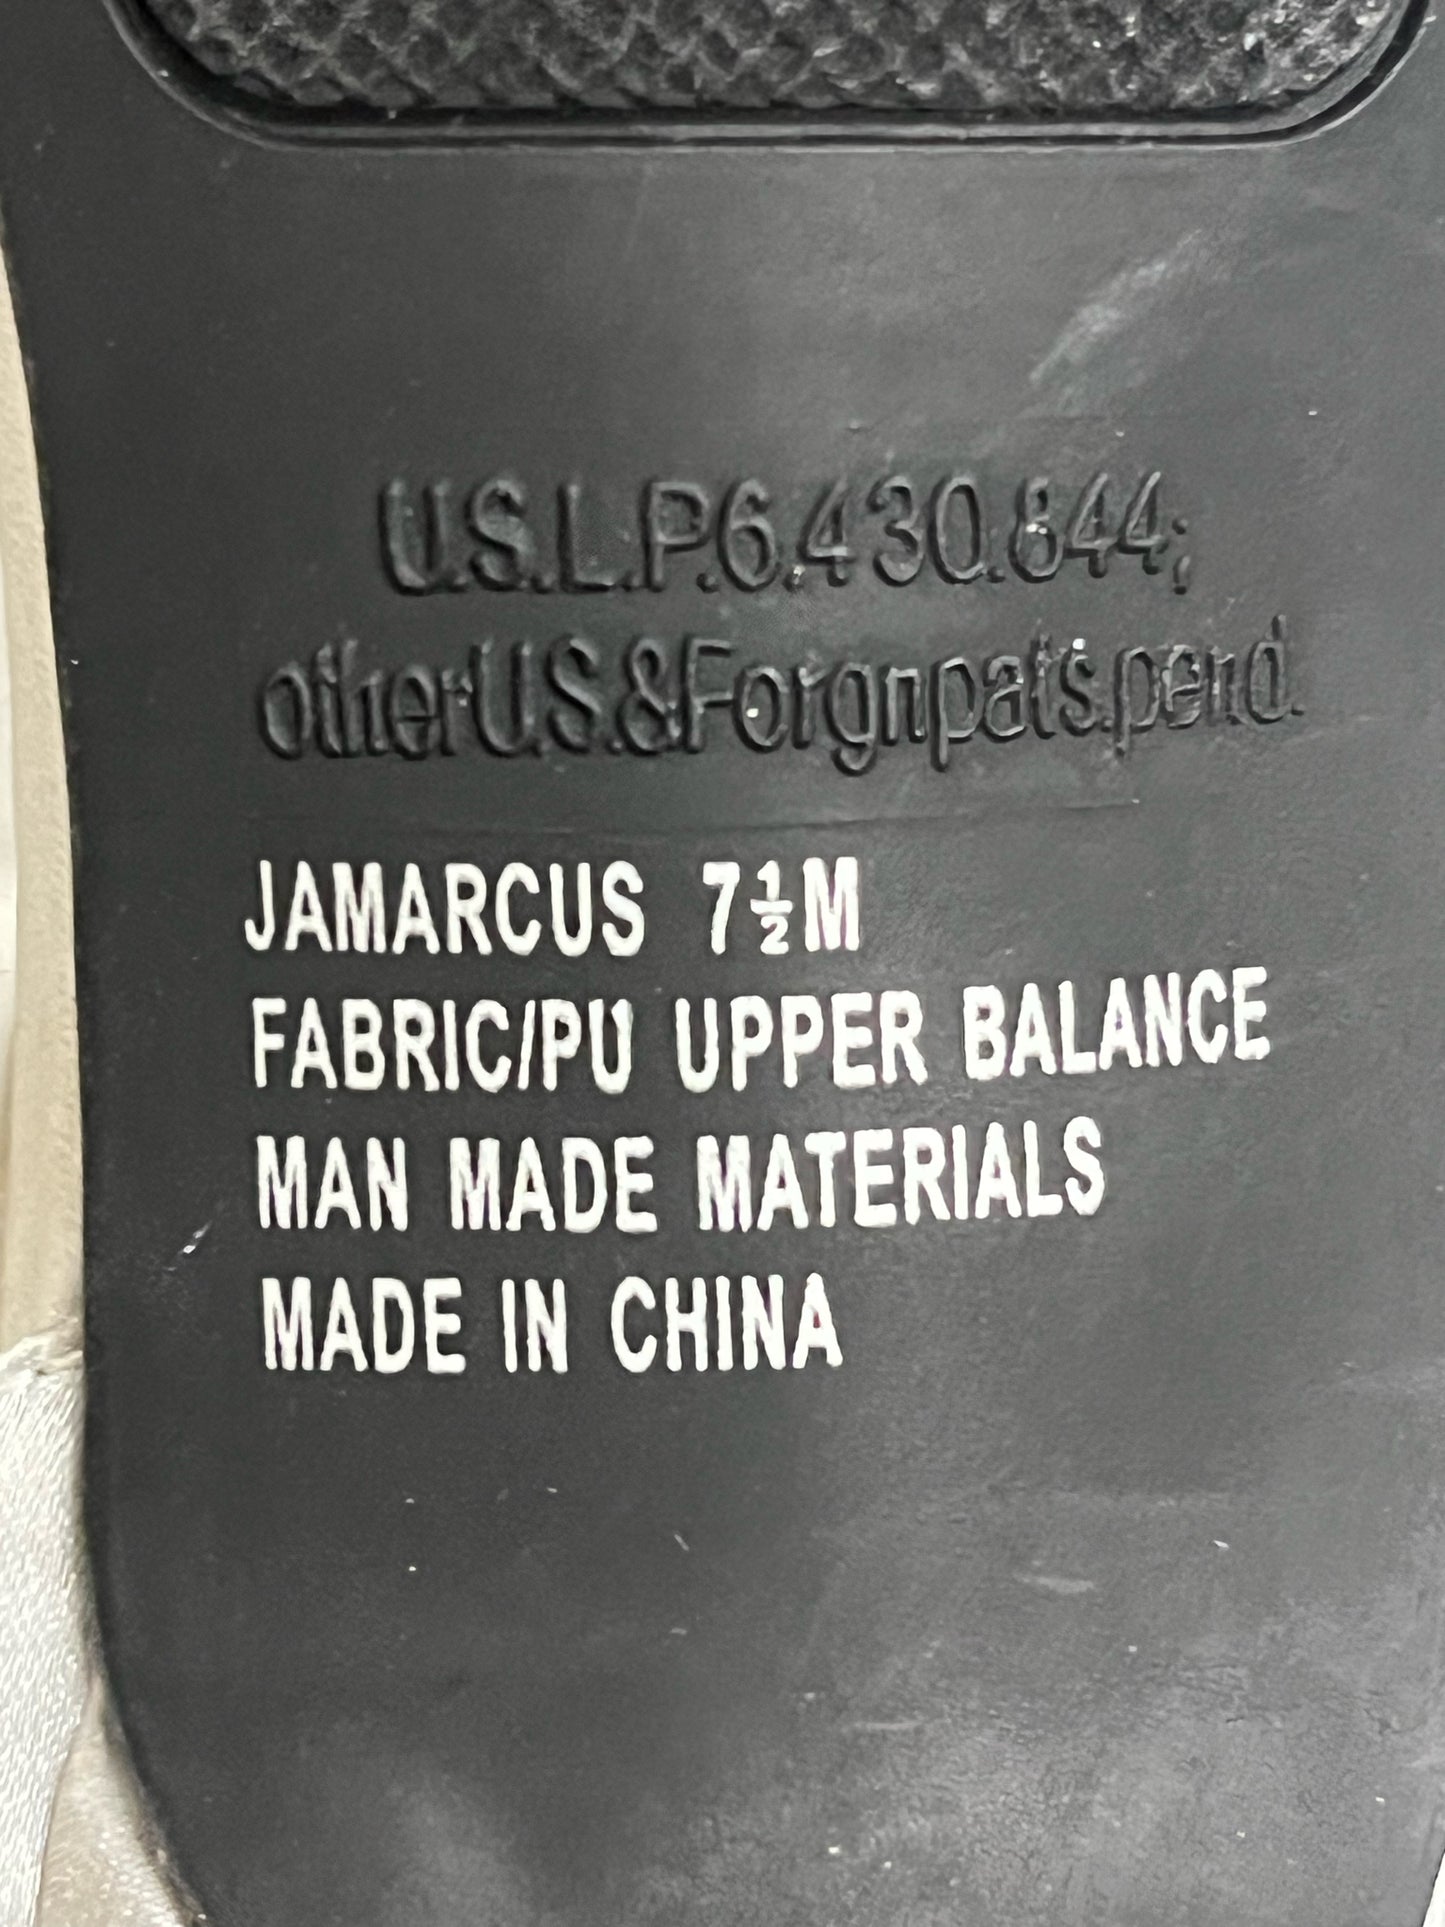 U.S.L.P.6.430.844;
otherU.S.&Forgnpats.pend.
JAMARCUS 7½M
FABRIC/PU UPPER BALANCE
MAN MADE MATERIALS
MADE IN CHINA